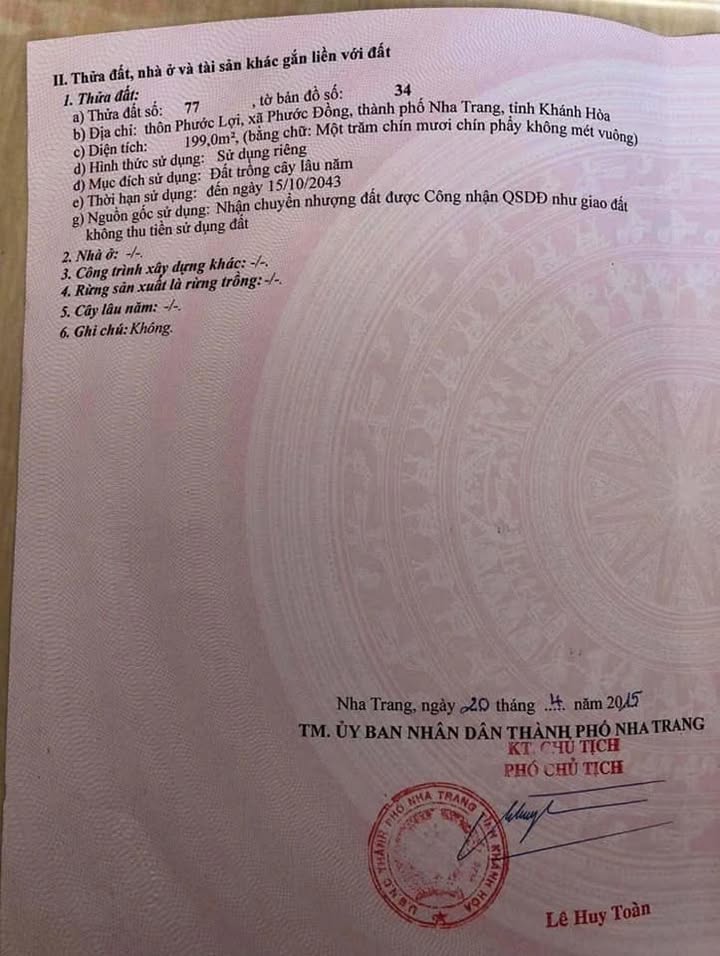 II. Thửa đất, nhà ở và tài sản khác gắn liền với đất
1. Thửa đất:
a) Thửa đất số: 77 , tờ bản đồ số: 34
b) Địa chỉ: thôn Phước Lợi, xã Phước Đồng, thành phố Nha Trang, tỉnh Khánh Hòa
c) Diện tích: 199,0m², (bằng chữ: Một trăm chín mươi chín phẩy không mét vuông)
d) Hình thức sử dụng: Sử dụng riêng
đ) Mục đích sử dụng: Đất trồng cây lâu năm
e) Thời hạn sử dụng: đến ngày 15/10/2043
g) Nguồn gốc sử dụng: Nhận chuyển nhượng đất được Công nhận QSDĐ như giao đất
không thu tiền sử dụng đất
2. Nhà ở: -/-.
3. Công trình xây dựng khác: -/-.
4. Rừng sản xuất là rừng trồng: -/-.
5. Cây lâu năm: -/-.
6. Ghi chú: Không.
Nha Trang, ngày 20 tháng .4. năm 2015
TM. ỦY BAN NHÂN DÂN THÀNH PHỐ NHA TRANG
KT. CHỦ TỊCH
PHÓ CHỦ TỊCH
U.B.N.D THÀNH PHỐ NHA TRANG TỈNH KHÁNH HÒA
Lê Huy Toàn